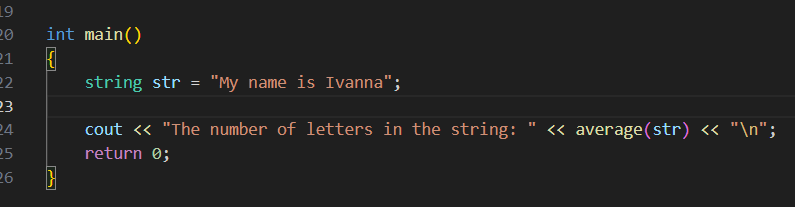 19
20 int main()
21 {
22 string str = "My name is Ivanna";
23
24 cout << "The number of letters in the string: " << average(str) << "\n";
25 return 0;
26 }